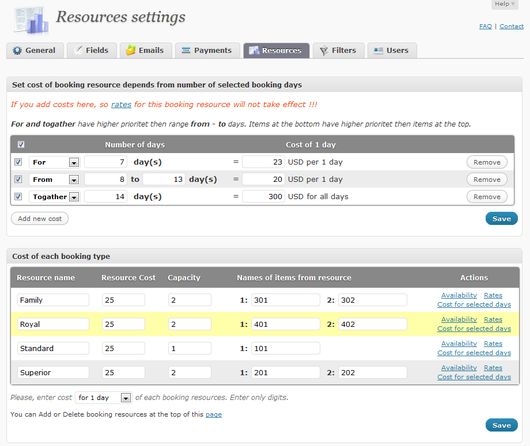 Help
Resources settings
FAQ | Contact
General Fields Emails Payments Resources Filters Users
Set cost of booking resource depends from number of selected booking days
If you add costs here, so rates for this booking resource will not take effect !!!
For and togather have higher prioritet then range from - to days. Items at the bottom have higher prioritet then items at the top.
Number of days Cost of 1 day
For 7 day(s) = 23 USD per 1 day Remove
From 8 to 13 day(s) = 20 USD per 1 day Remove
Togather 14 day(s) = 300 USD for all days Remove
Add new cost Save
Cost of each booking type
Resource name Resource Cost Capacity Names of items from resource Actions
Family 25 2 1: 301 2: 302 Availability Rates
Cost for selected days
Royal 25 2 1: 401 2: 402 Availability Rates
Cost for selected days
Standard 25 1 1: 101 Availability Rates
Cost for selected days
Superior 25 2 1: 201 2: 202 Availability Rates
Cost for selected days
Please, enter cost for 1 day of each booking resources. Enter only digits.
You can Add or Delete booking resources at the top of this page
Save